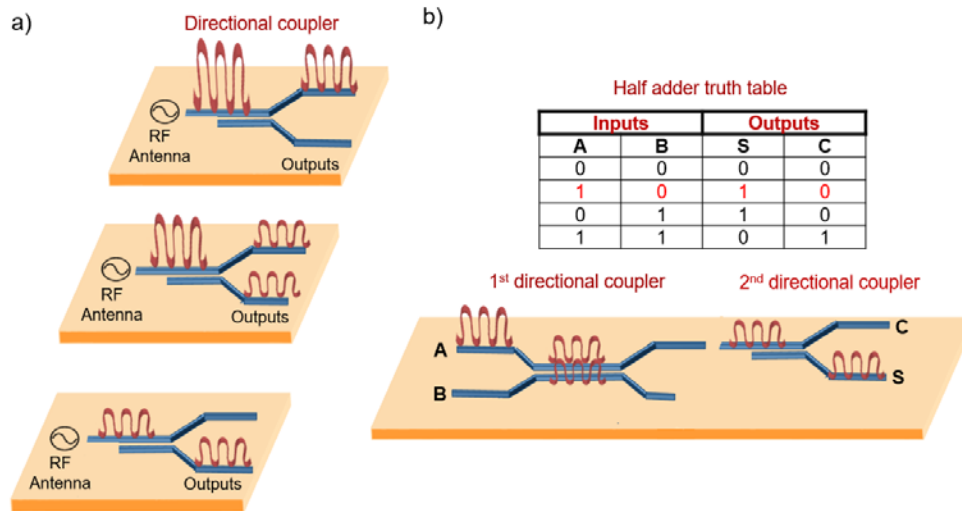 a)
Directional coupler
RF
Antenna
Outputs
RF
Antenna
Outputs
RF
Antenna
Outputs
b)
Half adder truth table
Inputs Outputs
A B S C
0 0 0 0
1 0 1 0
0 1 1 0
1 1 0 1
1st directional coupler
2nd directional coupler
A
B
C
S